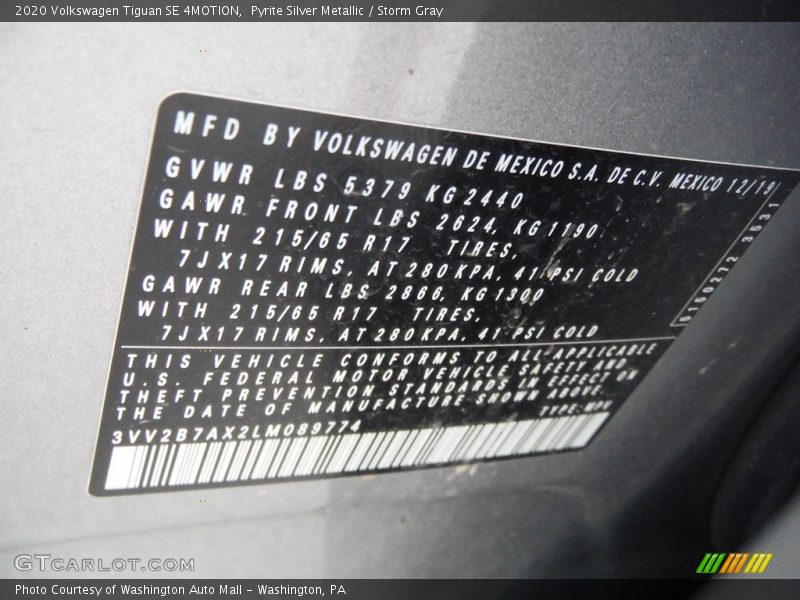 2020 Volkswagen Tiguan SE 4MOTION, Pyrite Silver Metallic / Storm Gray
MFD BY VOLKSWAGEN DE MEXICO S.A. DE C.V. MEXICO 12/19
GVWR LBS 5379 KG 2440
GAWR FRONT LBS 2624, KG 1190
WITH 215/65 R17 TIRES,
7JX17 RIMS, AT 280 KPA, 41 PSI COLD
GAWR REAR LBS 2866, KG 1300
WITH 215/65 R17 TIRES,
7JX17 RIMS, AT 280 KPA, 41 PSI COLD
THIS VEHICLE CONFORMS TO ALL APPLICABLE
U.S. FEDERAL MOTOR VEHICLE SAFETY AND
THEFT PREVENTION STANDARDS IN EFFECT ON
THE DATE OF MANUFACTURE SHOWN ABOVE.
3VV2B7AX2LM089774 TYPE:
3531
GTCARLOT.COM
Photo Courtesy of Washington Auto Mall - Washington, PA